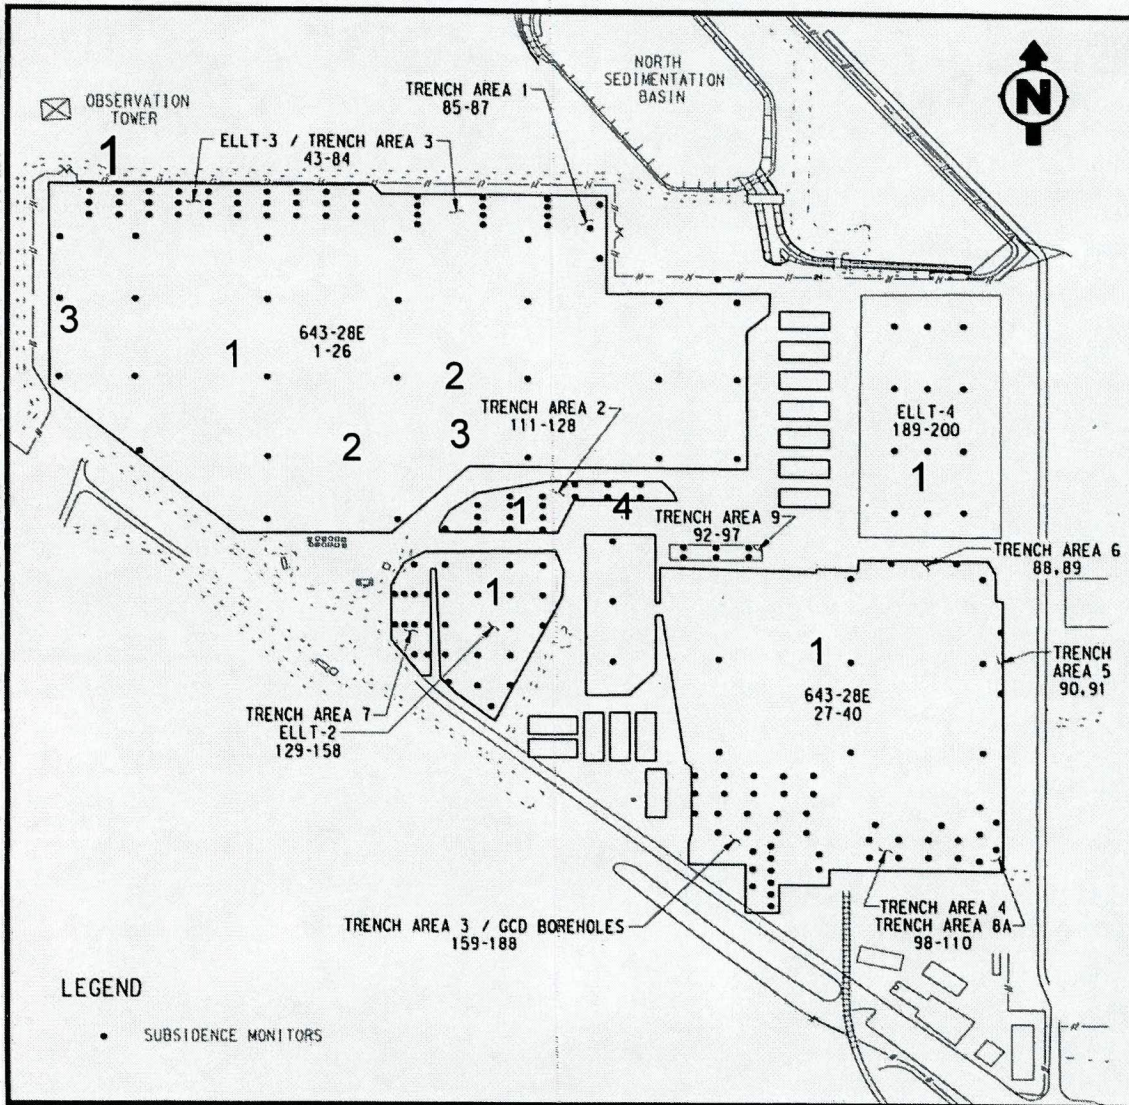 NORTH
SEDIMENTATION
BASIN
N
TRENCH AREA 1
85-87
OBSERVATION
TOWER
1
ELLT-3 / TRENCH AREA 3
43-84
3
643-28E
1-26
1
2
TRENCH AREA 2
111-128
3
2
ELLT-4
189-200
1
1
4
TRENCH AREA 9
92-97
TRENCH AREA 6
88,89
1
1
TRENCH
AREA 5
90,91
643-28E
27-40
TRENCH AREA 7
ELLT-2
129-158
TRENCH AREA 3 / GCD BOREHOLES
159-188
TRENCH AREA 4
TRENCH AREA 8A
98-110
LEGEND
SUBSIDENCE MONITORS